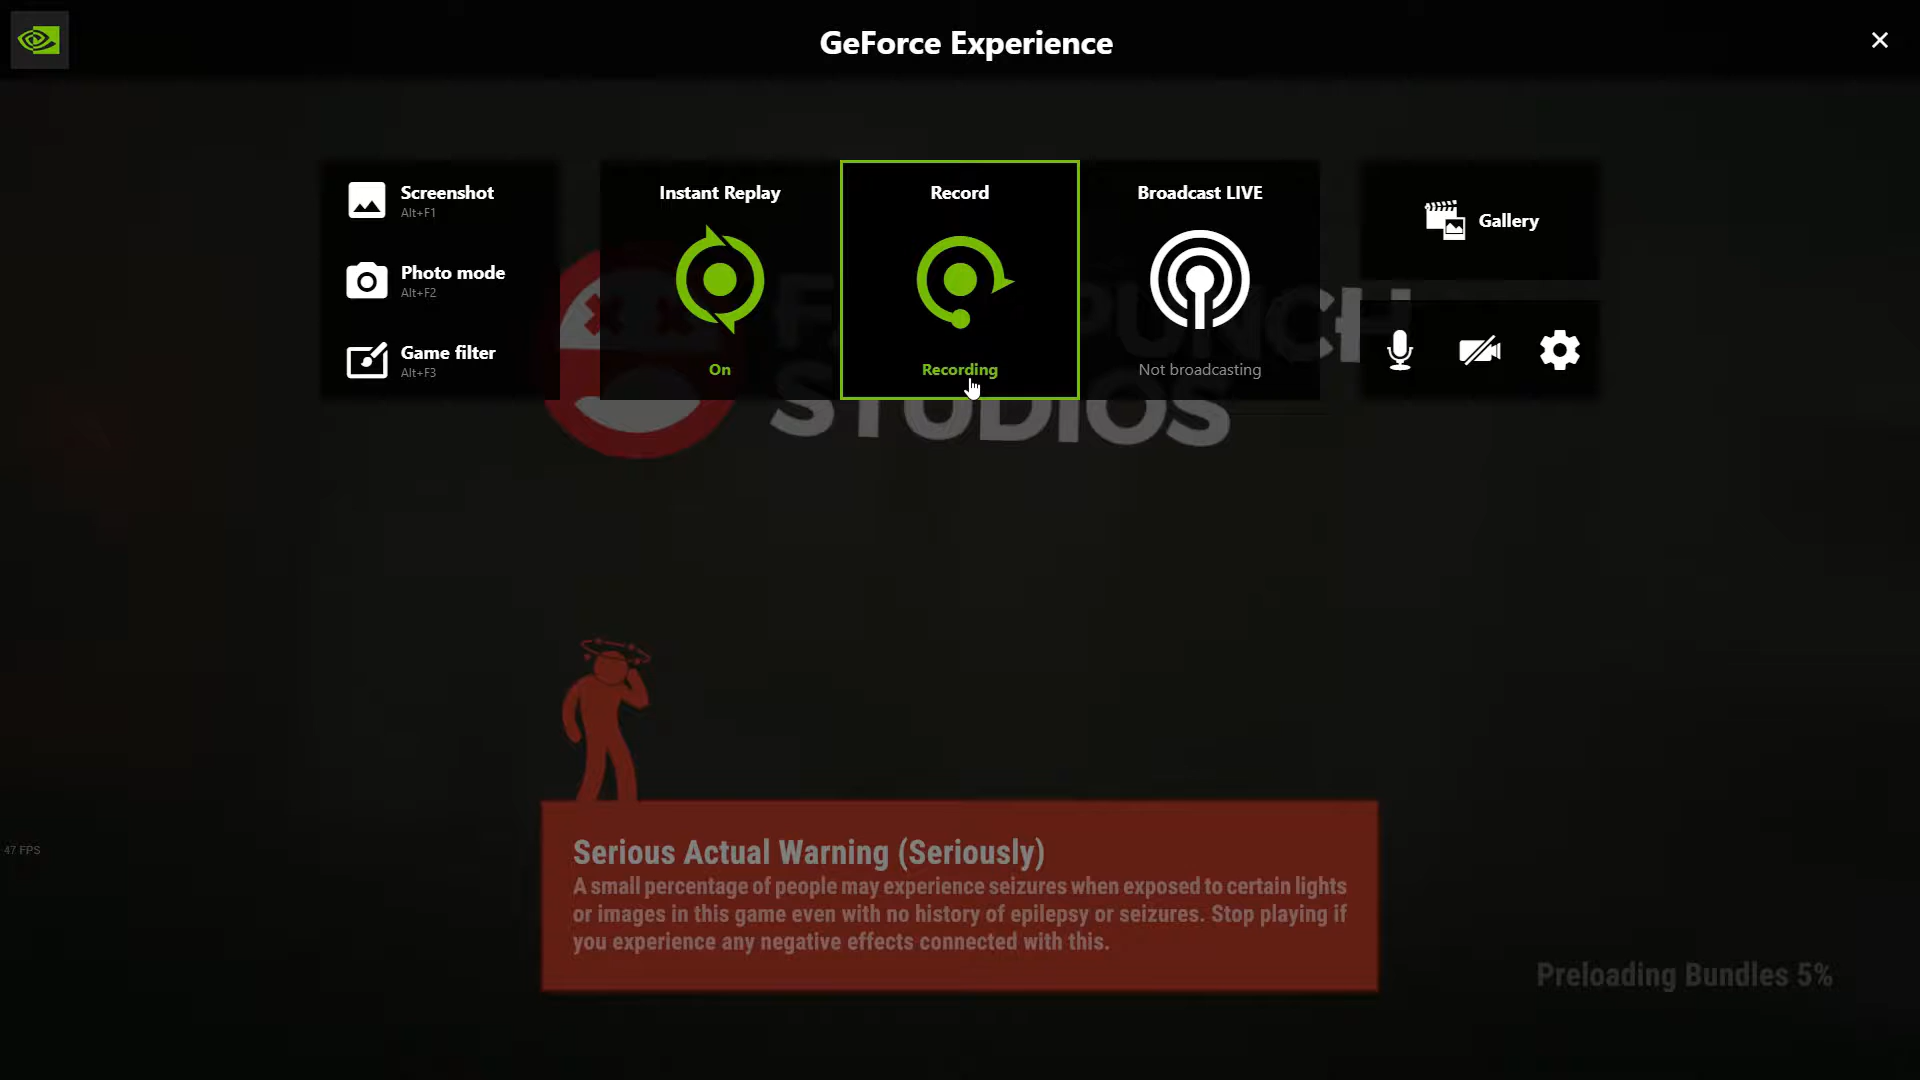 GeForce Experience
Screenshot
Alt+F1
Photo mode
Alt+F2
Game filter
Alt+F3
Instant Replay
On
Record
Recording
Broadcast LIVE
Not broadcasting
Gallery
STUDIOS
47 FPS
Serious Actual Warning (Seriously)
A small percentage of people may experience seizures when exposed to certain lights
or images in this game even with no history of epilepsy or seizures. Stop playing if
you experience any negative effects connected with this.
Preloading Bundles 5%